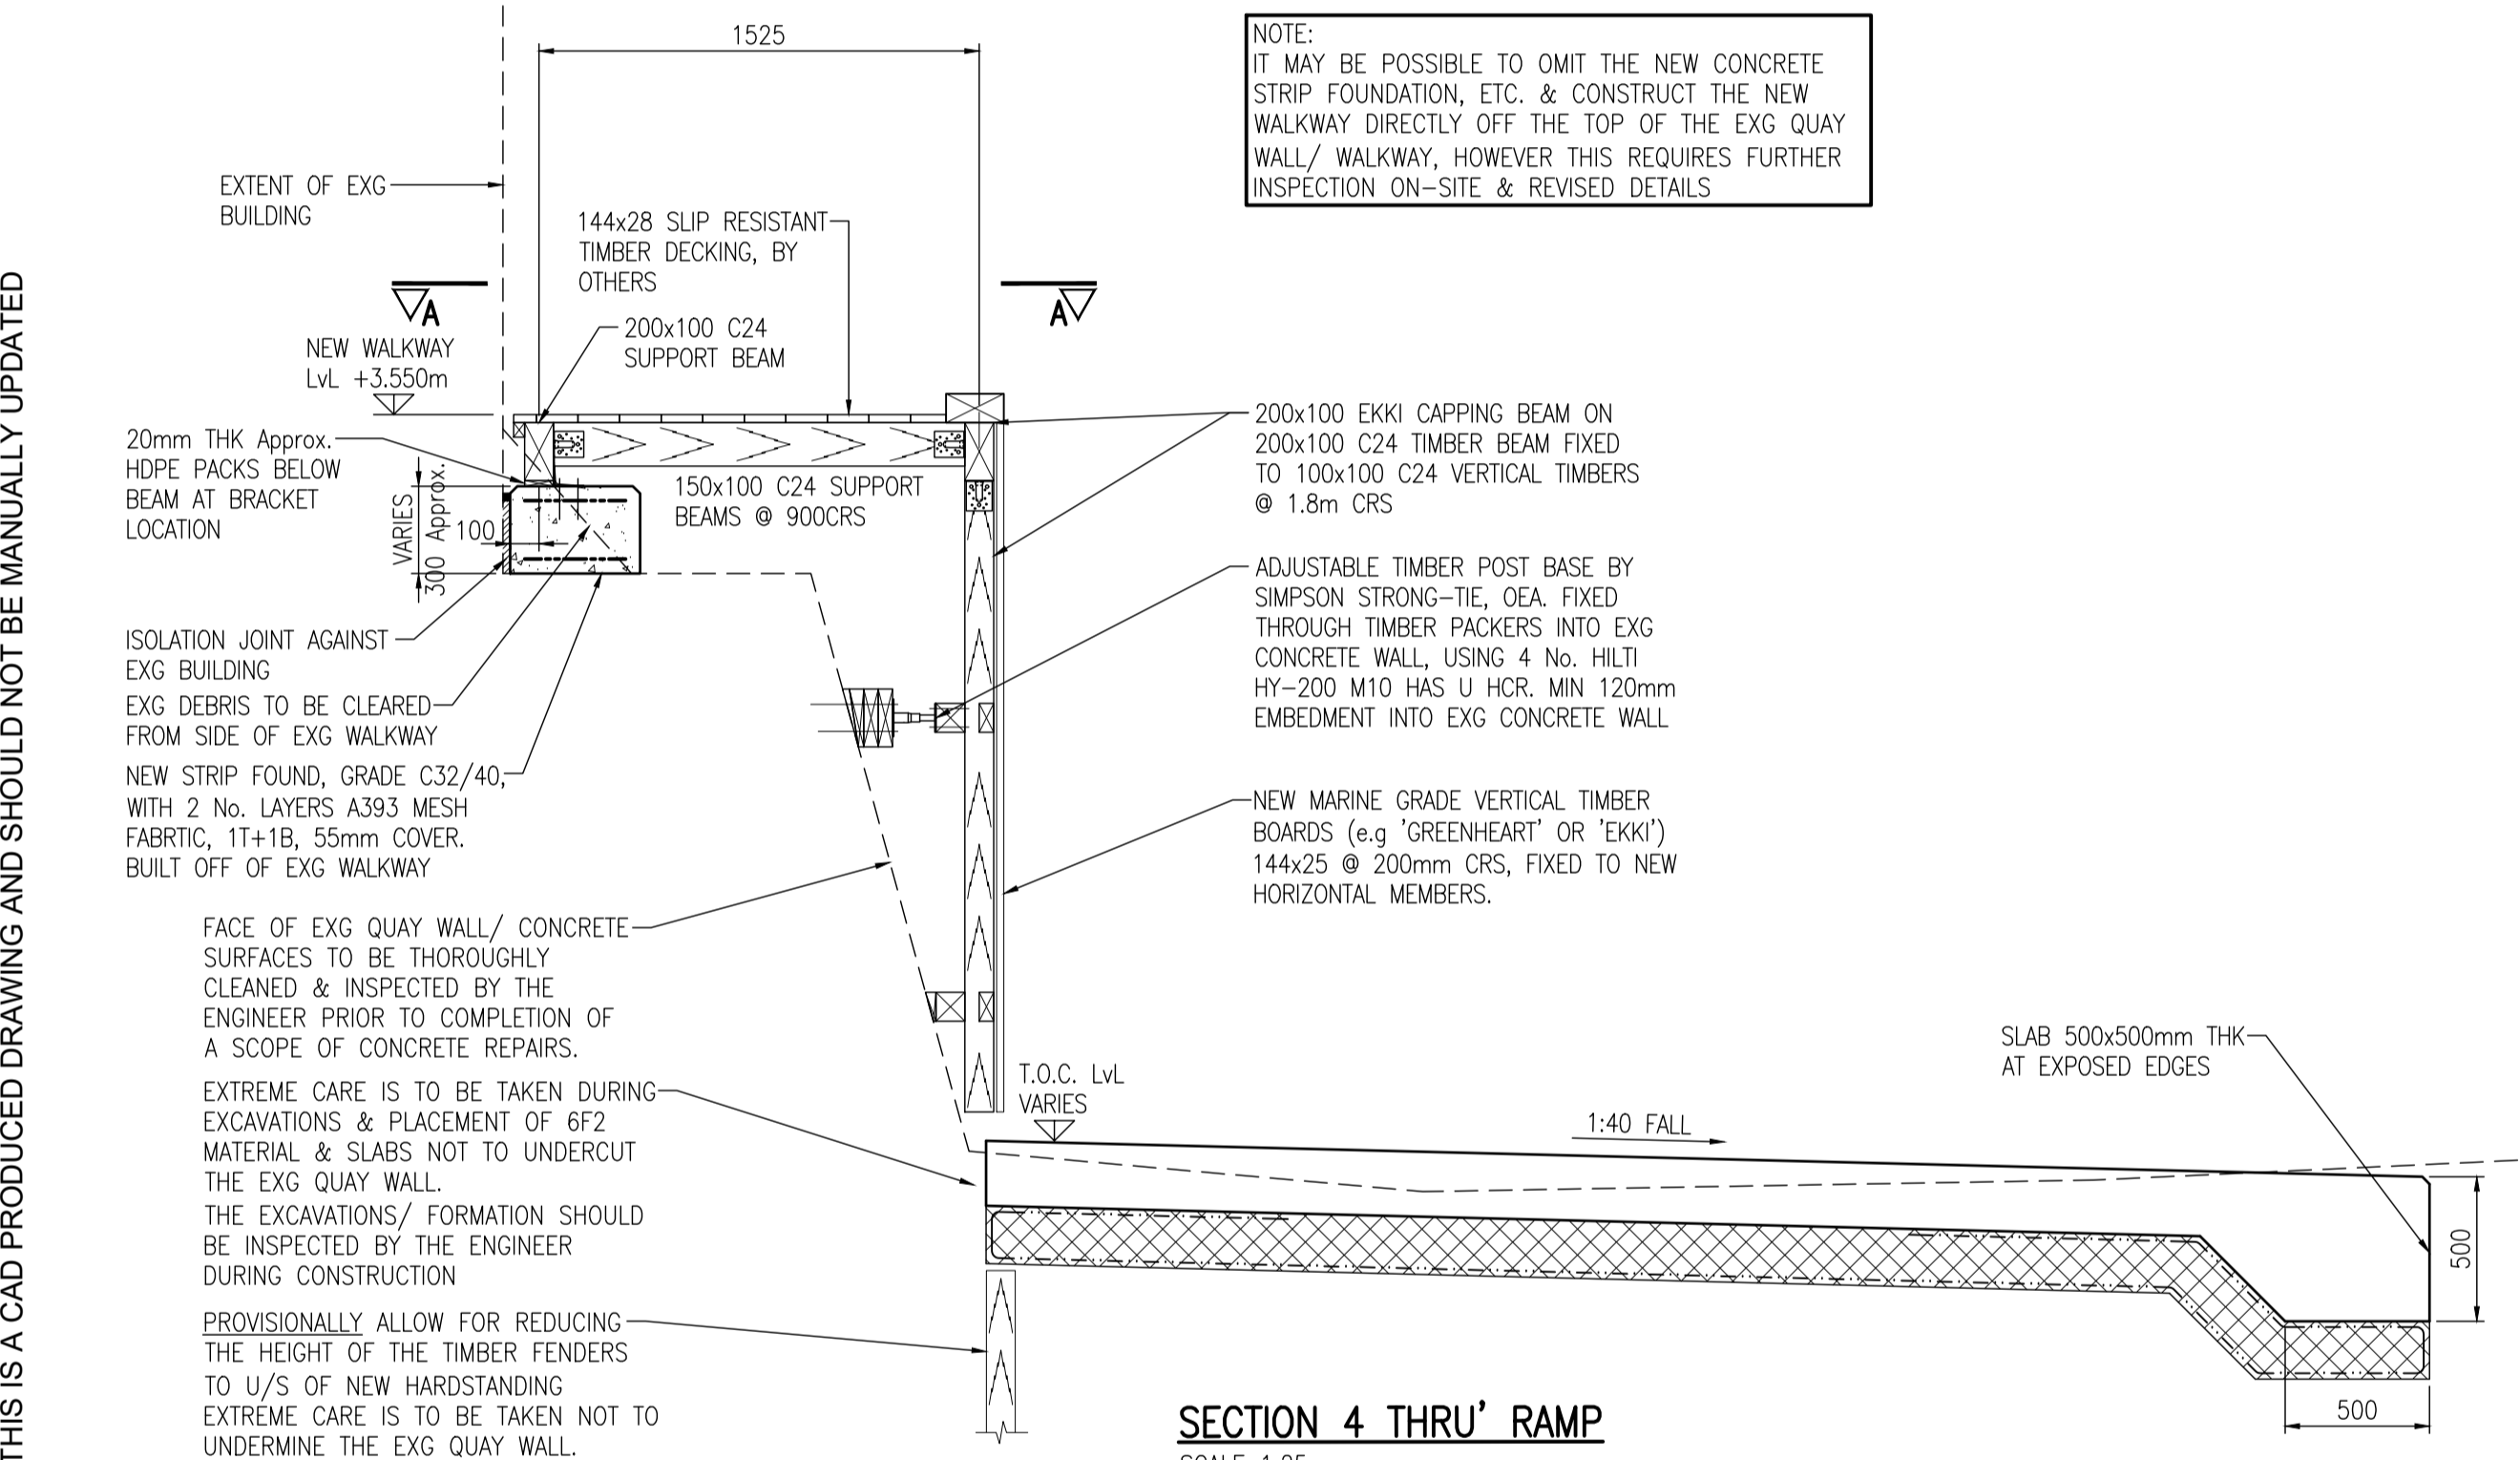 THIS IS A CAD PRODUCED DRAWING AND SHOULD NOT BE MANUALLY UPDATED
1525
NOTE:
IT MAY BE POSSIBLE TO OMIT THE NEW CONCRETE
STRIP FOUNDATION, ETC. & CONSTRUCT THE NEW
WALKWAY DIRECTLY OFF THE TOP OF THE EXG QUAY
WALL/ WALKWAY, HOWEVER THIS REQUIRES FURTHER
INSPECTION ON-SITE & REVISED DETAILS
EXTENT OF EXG
BUILDING
144x28 SLIP RESISTANT
TIMBER DECKING, BY
OTHERS
A
A
200x100 C24
SUPPORT BEAM
NEW WALKWAY
LvL +3.550m
20mm THK Approx.
HDPE PACKS BELOW
BEAM AT BRACKET
LOCATION
VARIES
300 Approx.
100
150x100 C24 SUPPORT
BEAMS @ 900CRS
200x100 EKKI CAPPING BEAM ON
200x100 C24 TIMBER BEAM FIXED
TO 100x100 C24 VERTICAL TIMBERS
@ 1.8m CRS
ADJUSTABLE TIMBER POST BASE BY
SIMPSON STRONG-TIE, OEA. FIXED
THROUGH TIMBER PACKERS INTO EXG
CONCRETE WALL, USING 4 No. HILTI
HY-200 M10 HAS U HCR. MIN 120mm
EMBEDMENT INTO EXG CONCRETE WALL
ISOLATION JOINT AGAINST
EXG BUILDING
EXG DEBRIS TO BE CLEARED
FROM SIDE OF EXG WALKWAY
NEW STRIP FOUND, GRADE C32/40,
WITH 2 No. LAYERS A393 MESH
FABRTIC, 1T+1B, 55mm COVER.
BUILT OFF OF EXG WALKWAY
NEW MARINE GRADE VERTICAL TIMBER
BOARDS (e.g 'GREENHEART' OR 'EKKI')
144x25 @ 200mm CRS, FIXED TO NEW
HORIZONTAL MEMBERS.
FACE OF EXG QUAY WALL/ CONCRETE
SURFACES TO BE THOROUGHLY
CLEANED & INSPECTED BY THE
ENGINEER PRIOR TO COMPLETION OF
A SCOPE OF CONCRETE REPAIRS.
EXTREME CARE IS TO BE TAKEN DURING
EXCAVATIONS & PLACEMENT OF 6F2
MATERIAL & SLABS NOT TO UNDERCUT
THE EXG QUAY WALL.
THE EXCAVATIONS/ FORMATION SHOULD
BE INSPECTED BY THE ENGINEER
DURING CONSTRUCTION
PROVISIONALLY ALLOW FOR REDUCING
THE HEIGHT OF THE TIMBER FENDERS
TO U/S OF NEW HARDSTANDING
EXTREME CARE IS TO BE TAKEN NOT TO
UNDERMINE THE EXG QUAY WALL.
T.O.C. LvL
VARIES
1:40 FALL
SLAB 500x500mm THK
AT EXPOSED EDGES
500
500
SECTION 4 THRU' RAMP